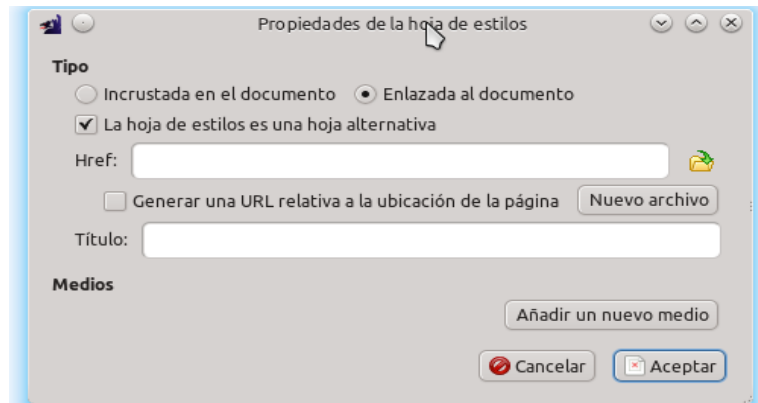 Propiedades de la hoja de estilos
Tipo
Incrustada en el documento Enlazada al documento
La hoja de estilos es una hoja alternativa
Href:
Generar una URL relativa a la ubicación de la página Nuevo archivo
Título:
Medios
Añadir un nuevo medio
Cancelar Aceptar